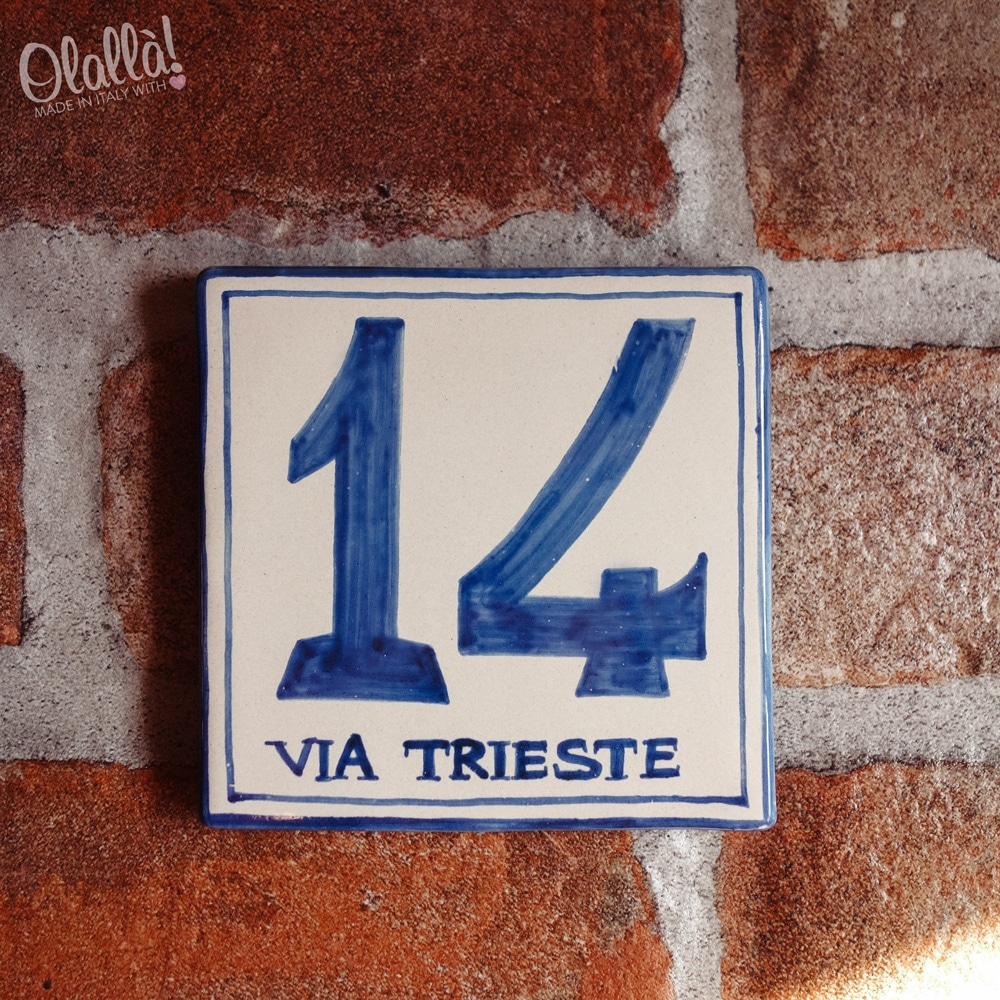 Olallà!
MADE IN ITALY WITH
14
VIA TRIESTE